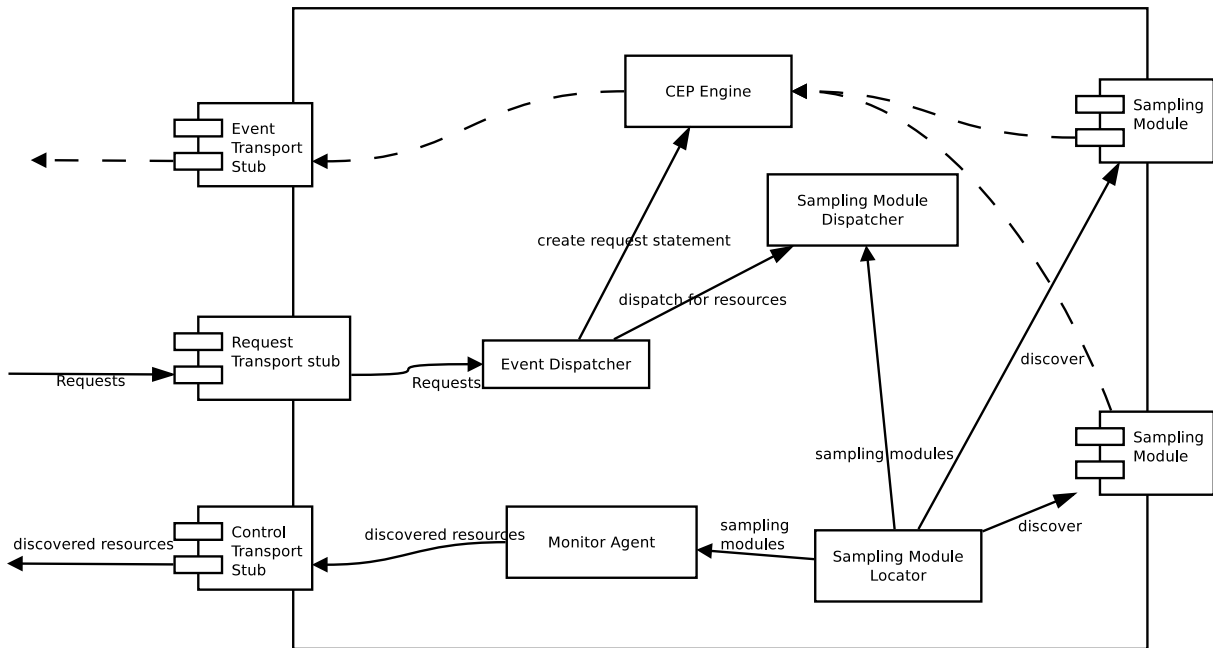 CEP Engine
Sampling
Module
Event
Transport
Stub
Sampling Module
Dispatcher
create request statement
dispatch for resources
Request
Transport stub
Event Dispatcher
Requests
Requests
discover
Sampling
Module
sampling modules
Control
Transport
Stub
discovered resources
discovered resources
Monitor Agent
sampling
modules
Sampling Module
Locator
discover